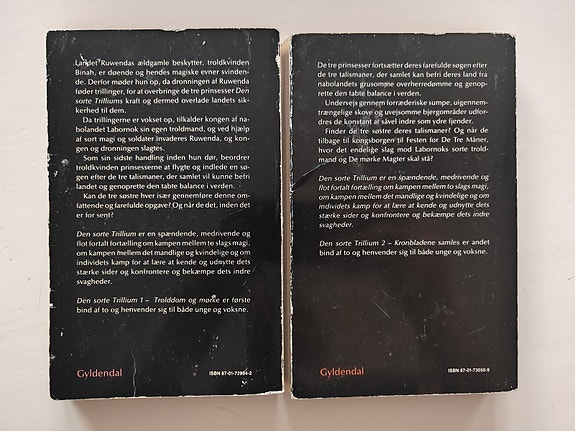 Landet Ruwendas ældgamle beskytter, troldkvinden
Binah, er døende og hendes magiske evner svinden-
de. Derfor møder hun op, da dronningen af Ruwenda
føder trillinger, for at overbringe de tre prinsesser Den
sorte Trilliums kraft og dermed overlade landets sik-
kerhed til dem.
Da trillingerne er vokset op, tilkalder kongen af na-
bolandet Labornok sin egen troldmand, og ved hjælp
af sort magi og soldater invaderes Ruwenda, og kon-
gen og dronningen slagtes.
Som sin sidste handling inden hun dør, beordrer
troldkvinden prinsesserne at flygte og indlede en søg-
en efter de tre talismaner, der samlet vil kunne befri
landet og genoprette den tabte balance i verden.
Kan de tre søstre hver især gennemføre denne om-
fattende og farefulde opgave? Og når de det, inden det
er for sent?
Den sorte Trillium er en spændende, medrivende og
flot fortalt fortælling om kampen mellem to slags magi,
om kampen mellem det mandlige og kvindelige og om
individets kamp for at lære at kende og udnytte dets
stærke sider og konfrontere og bekæmpe dets indre
svagheder.
Den sorte Trillium 1 – Trolddom og mørke er første
bind af to og henvender sig til både unge og voksne.
Gyldendal
ISBN 87-01-72994-2
De tre prinsesser fortsætter deres farefulde søgen efter
de tre talismaner, der samlet kan befri deres land fra
nabolandets grusomme overherredømme og genop-
rette den tabte balance i verden.
Undervejs gennem forræderiske sumpe, uigennem-
trængelige skove og uvejsomme bjergområder udfor-
dres de konstant af såvel indre som ydre fjender.
Finder de tre søstre deres talismaner? Og når de
tilbage til kongsborgen til Festen for De Tre Måner,
hvor det endelige slag mod Labornoks sorte trold-
mand og De mørke Magter skal stå?
Den sorte Trillium er en spændende, medrivende og
flot fortalt fortælling om kampen mellem to slags magi,
om kampen mellem det mandlige og kvindelige og om
individets kamp for at lære at kende og udnytte dets
stærke sider og konfrontere og bekæmpe dets indre
svagheder.
Den sorte Trillium 2 – Kronbladene samles er andet
bind af to og henvender sig til både unge og voksne.
Gyldendal
ISBN 87-01-73050-9